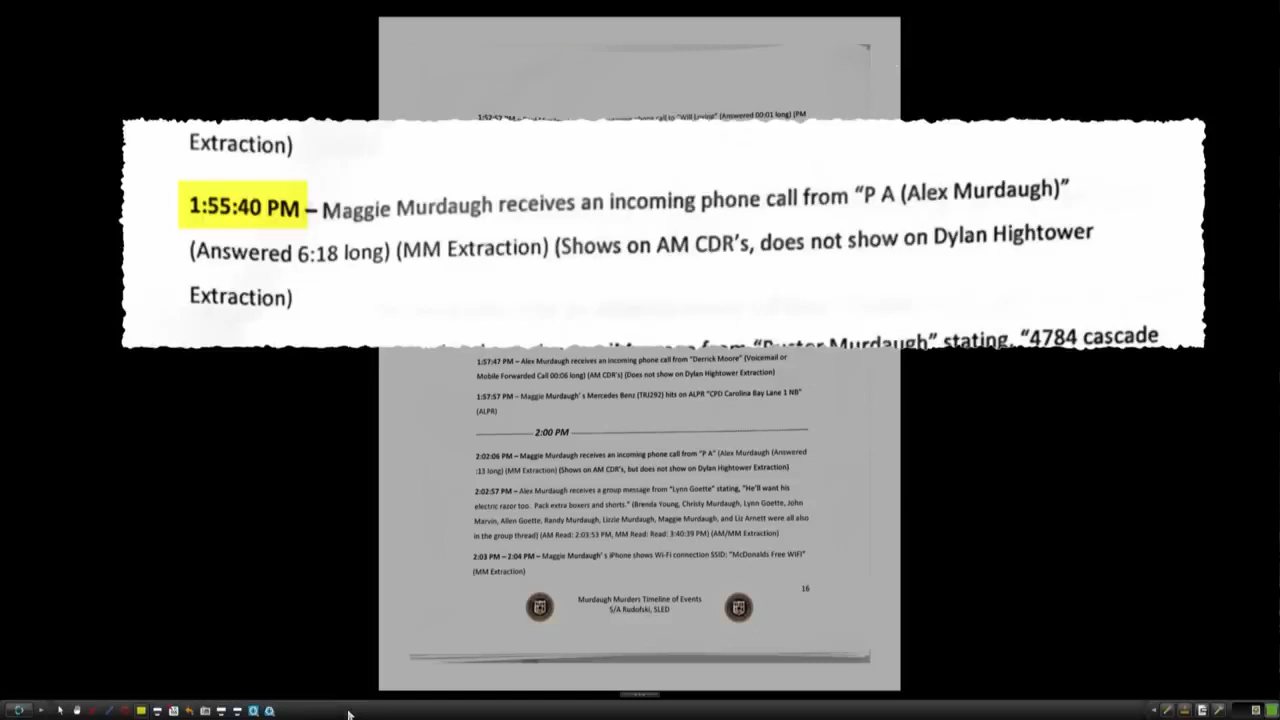 Extraction)
1:55:40 PM – Maggie Murdaugh receives an incoming phone call from “P A (Alex Murdaugh)”
(Answered 6:18 long) (MM Extraction) (Shows on AM CDR’s, does not show on Dylan Hightower
Extraction)
Murdaugh” stating, “4784 cascade
1:57:47 PM – Alex Murdaugh receives an incoming phone call from “Derrick Moore” (Voicemail or
Mobile Forwarded Call 00:06 long) (AM CDR’s) (Does not show on Dylan Hightower Extraction)
1:57:57 PM – Maggie Murdaugh’ s Mercedes Benz (TRJ292) hits on ALPR “CPD Carolina Bay Lane 1 NB”
(ALPR)
2:00 PM
2:02:06 PM – Maggie Murdaugh receives an incoming phone call from “P A” (Alex Murdaugh (Answered
:13 long) (MM Extraction) (Shows on AM CDR’s, but does not show on Dylan Hightower Extraction)
2:02:57 PM – Alex Murdaugh receives a group message from “Lynn Goette” stating, “He’ll want his
electric razor too. Pack extra boxers and shorts.” (Brenda Young, Christy Murdaugh, Lynn Goette, John
Marvin, Allen Goette, Randy Murdaugh, Lizzie Murdaugh, Maggie Murdaugh, and Liz Arnett were all also
in the group thread) (AM Read: 2:03:53 PM, MM Read: Read: 3:40:39 PM) (AM/MM Extraction)
2:03 PM – 2:04 PM – Maggie Murdaugh’ s iPhone shows Wi-Fi connection SSID: “McDonalds Free WIFI”
(MM Extraction)
16
Murdaugh Murders Timeline of Events
S/A Rudofski, SLED